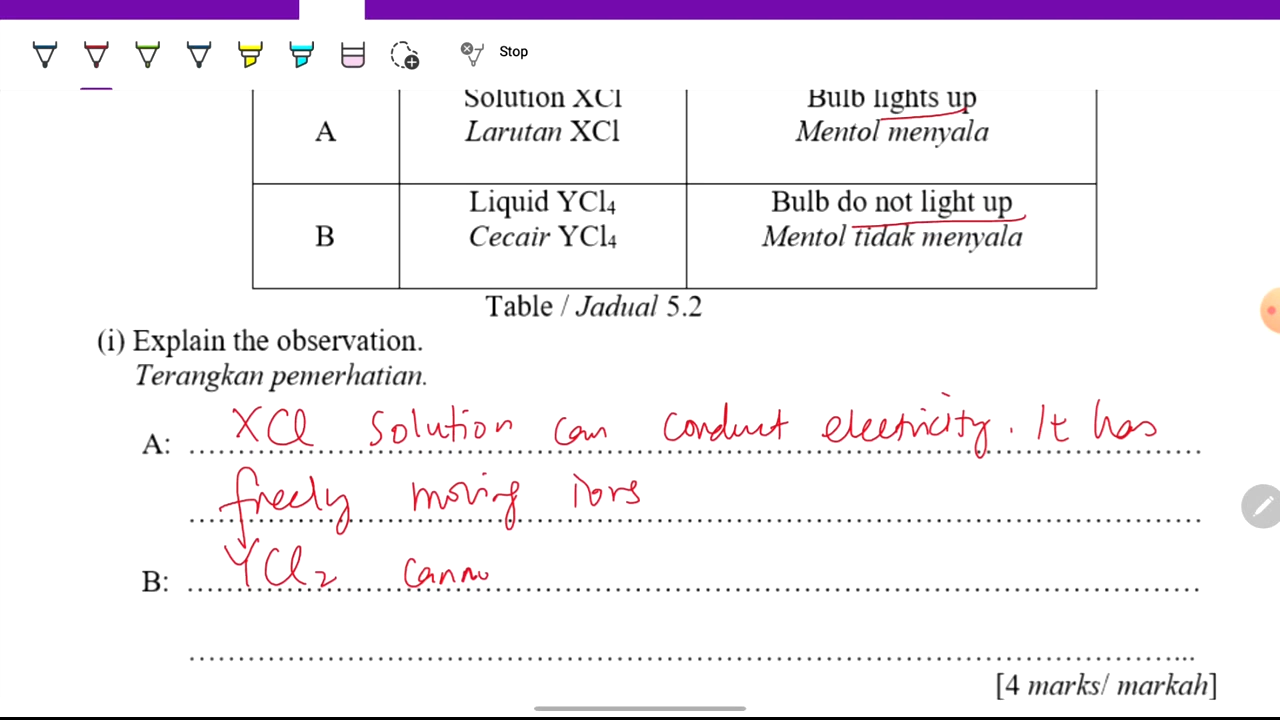 Stop
Solution XCl
Bulb lights up
A
Larutan XCl
Mentol menyala
Liquid YCl₄
Bulb do not light up
B
Cecair YCl₄
Mentol tidak menyala
Table / Jadual 5.2
(i) Explain the observation.
Terangkan pemerhatian.
A: XCl solution can conduct electricity. It has
freely moving ions
B: YCl₂ canno
[4 marks/ markah]